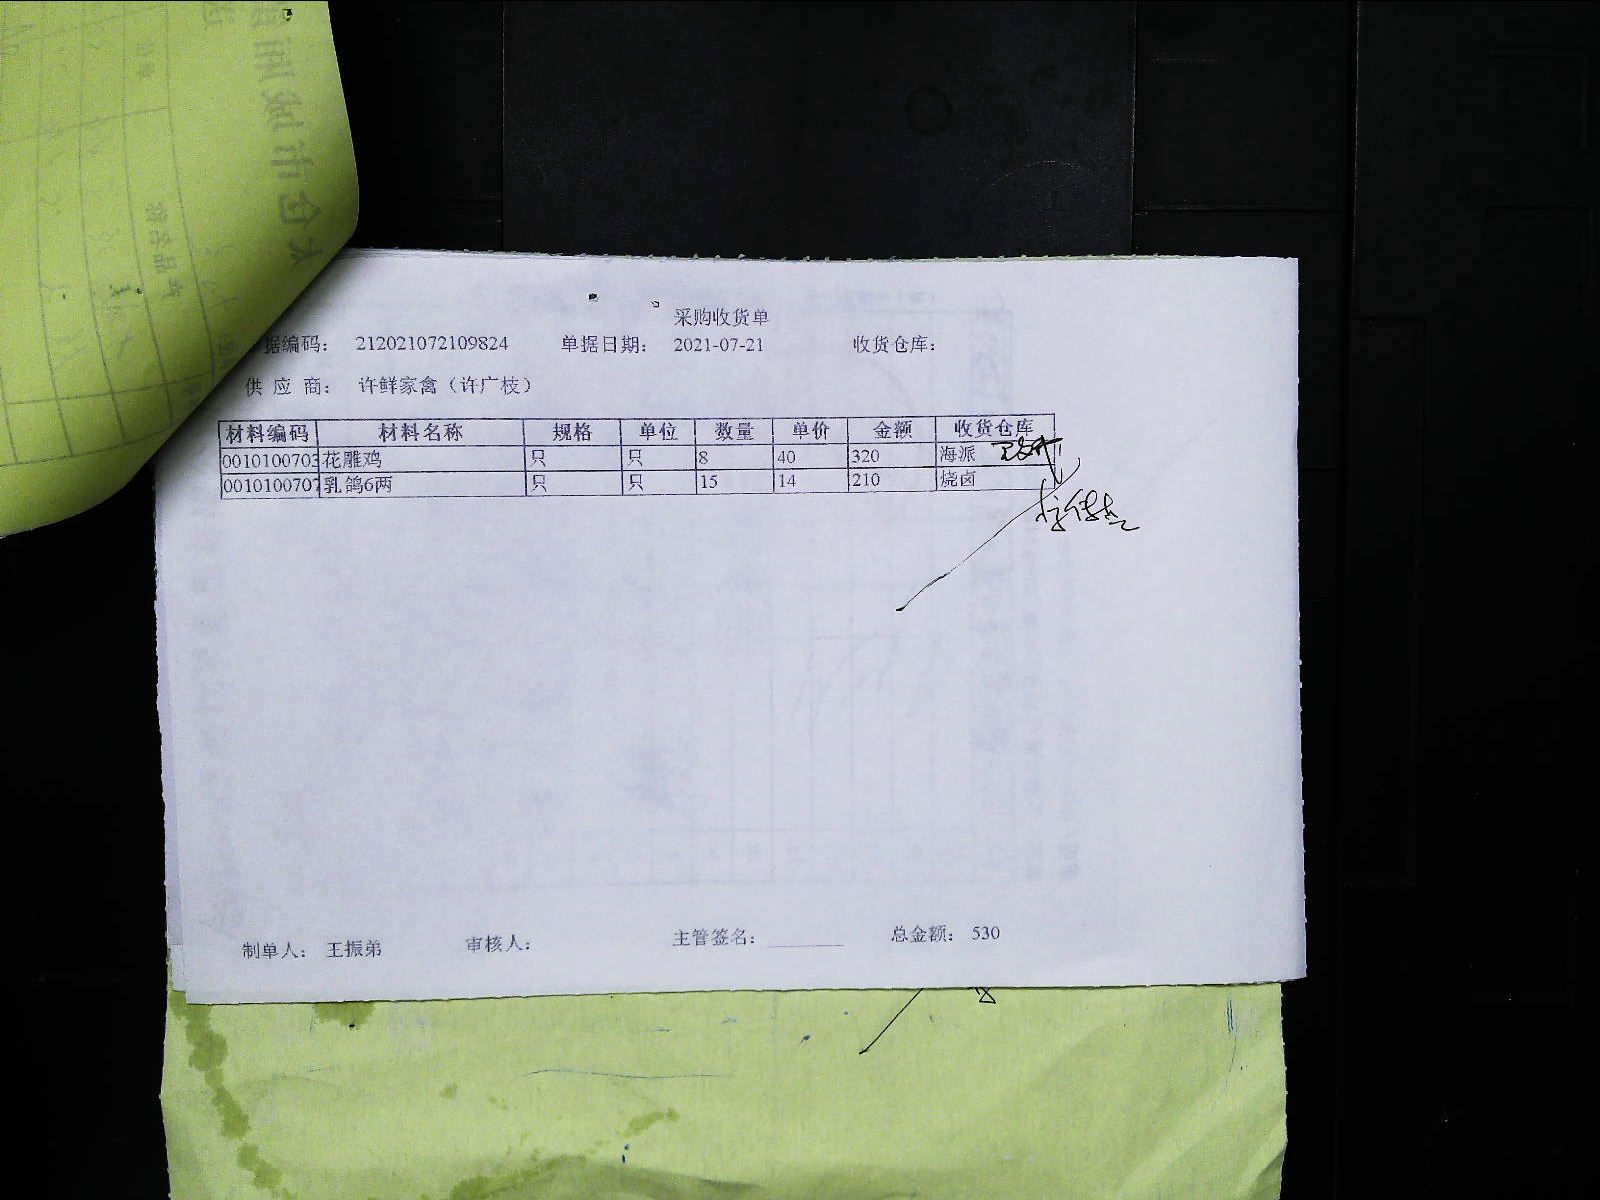 采购收货单
据编码： 212021072109824 单据日期： 2021-07-21 收货仓库：
供 应 商： 许鲜家禽（许广枝）
材料编码 材料名称 规格 单位 数量 单价 金额 收货仓库
0010100703 花雕鸡 只 只 8 40 320 海派
0010100707 乳鸽6两 只 只 15 14 210 烧卤
制单人： 王振弟 审核人： 主管签名： 总金额： 530